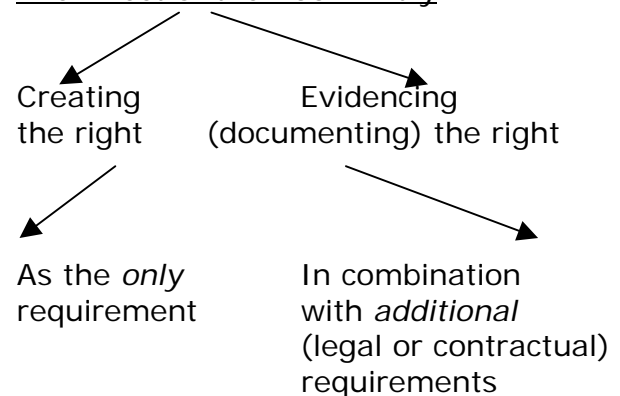 Creating
the right
Evidencing
(documenting) the right
As the only
requirement
In combination
with additional
(legal or contractual)
requirements